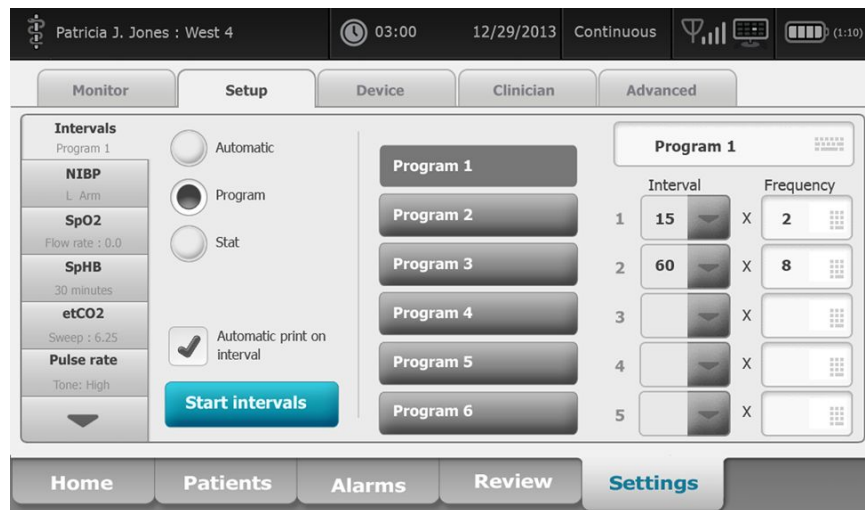 Patricia J. Jones : West 4 03:00 12/29/2013 Continuous (1:10)
Monitor Setup Device Clinician Advanced
Intervals
Program 1
NIBP
L Arm
SpO2
Flow rate : 0.0
SpHB
30 minutes
etCO2
Sweep : 6.25
Pulse rate
Tone: High
Automatic
Program
Stat
Automatic print on
interval
Start intervals
Program 1
Program 2
Program 3
Program 4
Program 5
Program 6
Program 1
Interval Frequency
1 15 X 2
2 60 X 8
3 X
4 X
5 X
Home Patients Alarms Review Settings